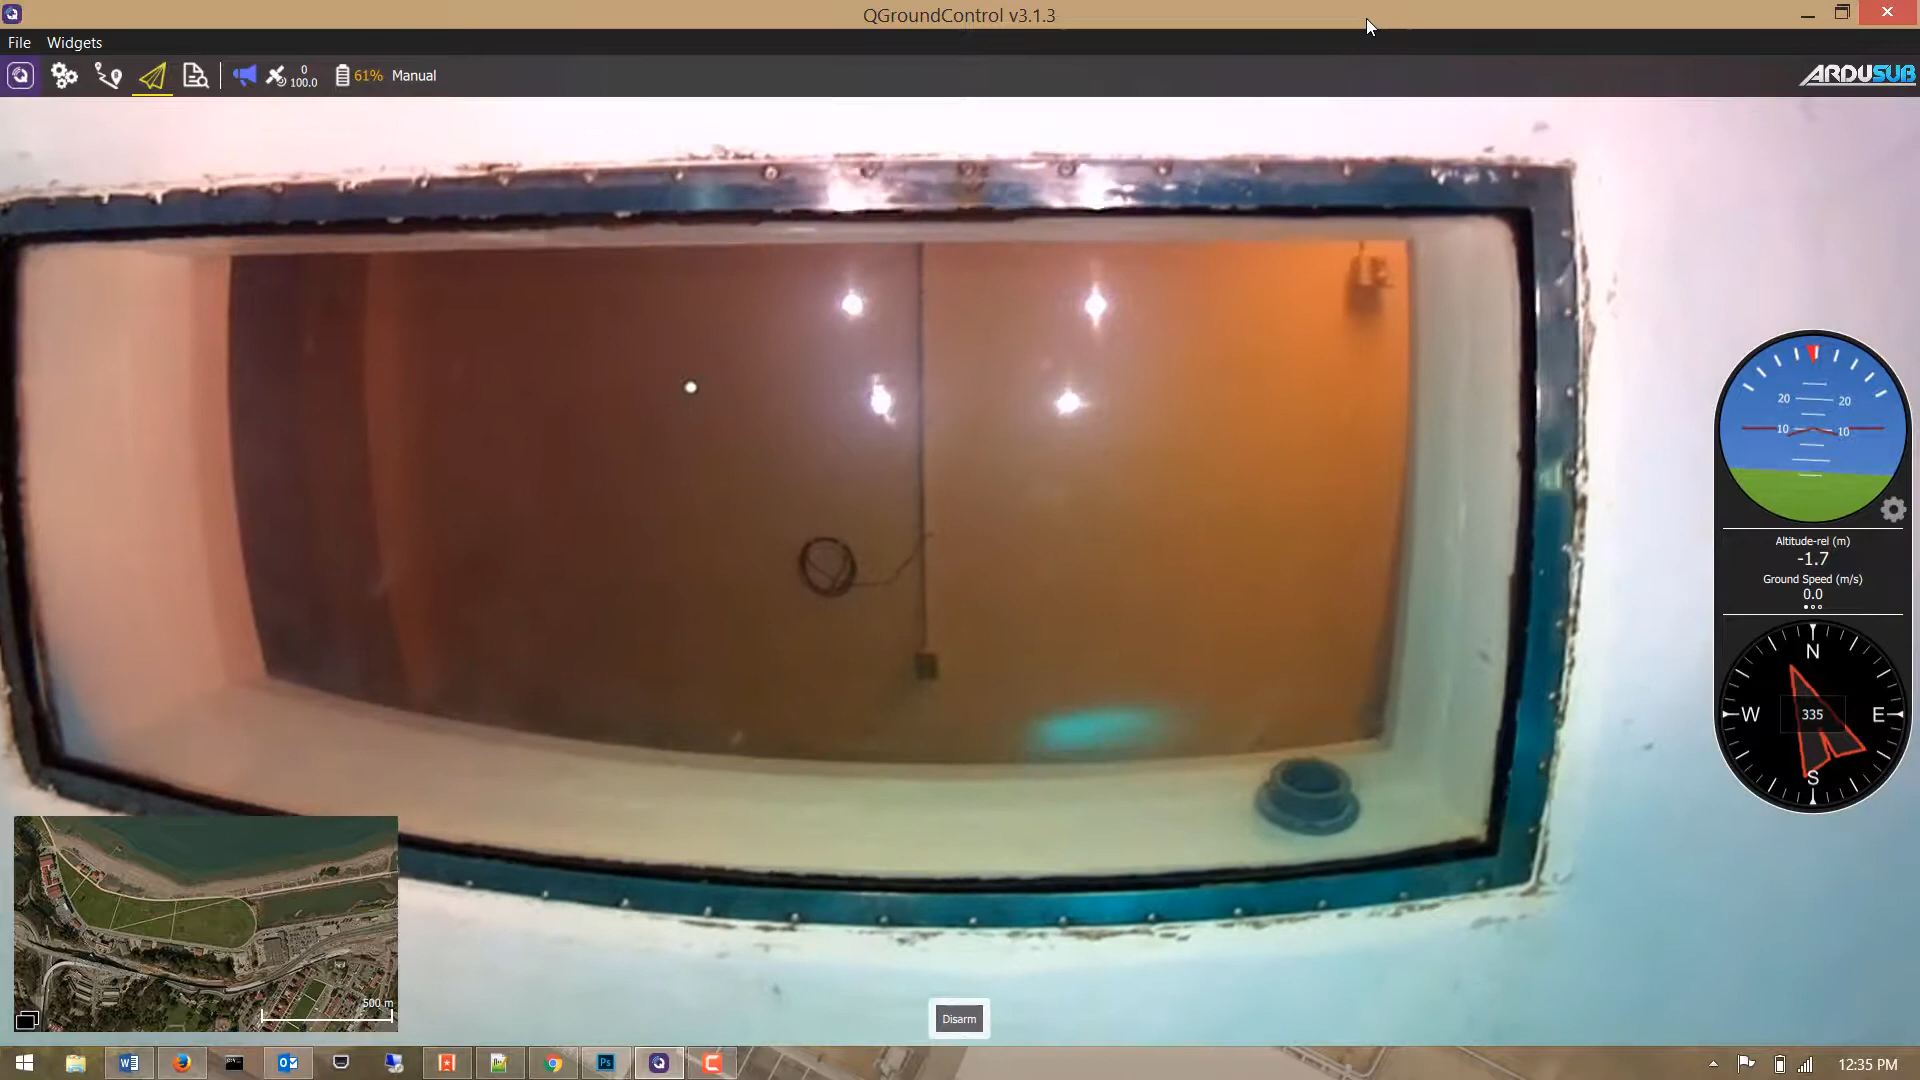 QGroundControl v3.1.3
File Widgets
0
100.0
61%
Manual
ARDUSUB
20 20
10 10
Altitude-rel (m)
-1.7
Ground Speed (m/s)
0.0
N
W 335 E
S
500 m
Disarm
12:35 PM